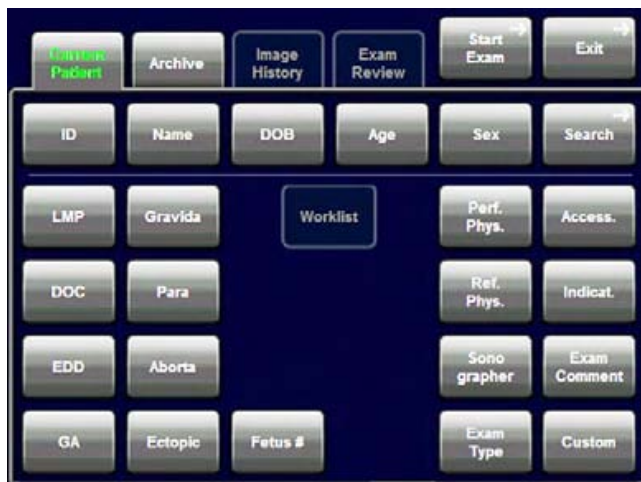 Current
Patient
Archive
Image
History
Exam
Review
Start
Exam
Exit
ID
Name
DOB
Age
Sex
Search
LMP
Gravida
Worklist
Perf.
Phys.
Access.
DOC
Para
Ref.
Phys.
Indicat.
EDD
Aborta
Sono
grapher
Exam
Comment
GA
Ectopic
Fetus #
Exam
Type
Custom